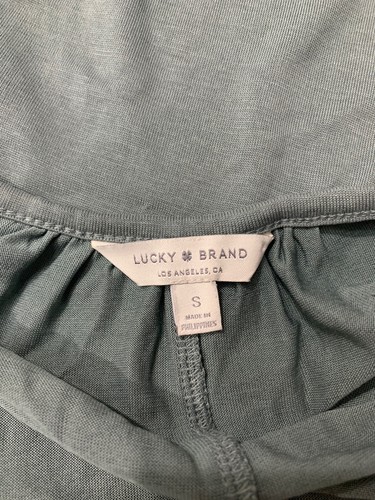 LUCKY BRAND
LOS ANGELES, CA
S
MADE IN
PHILIPPINES